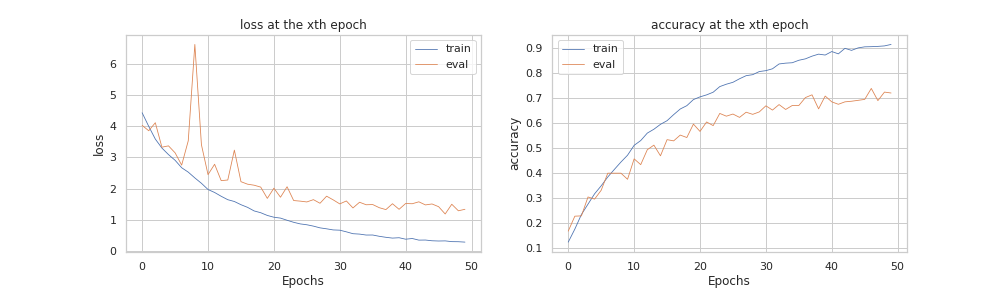 loss at the xth epoch
train
eval
loss
6
5
4
3
2
1
0
0 10 20 30 40 50
Epochs
accuracy at the xth epoch
train
eval
accuracy
0.9
0.8
0.7
0.6
0.5
0.4
0.3
0.2
0.1
0 10 20 30 40 50
Epochs